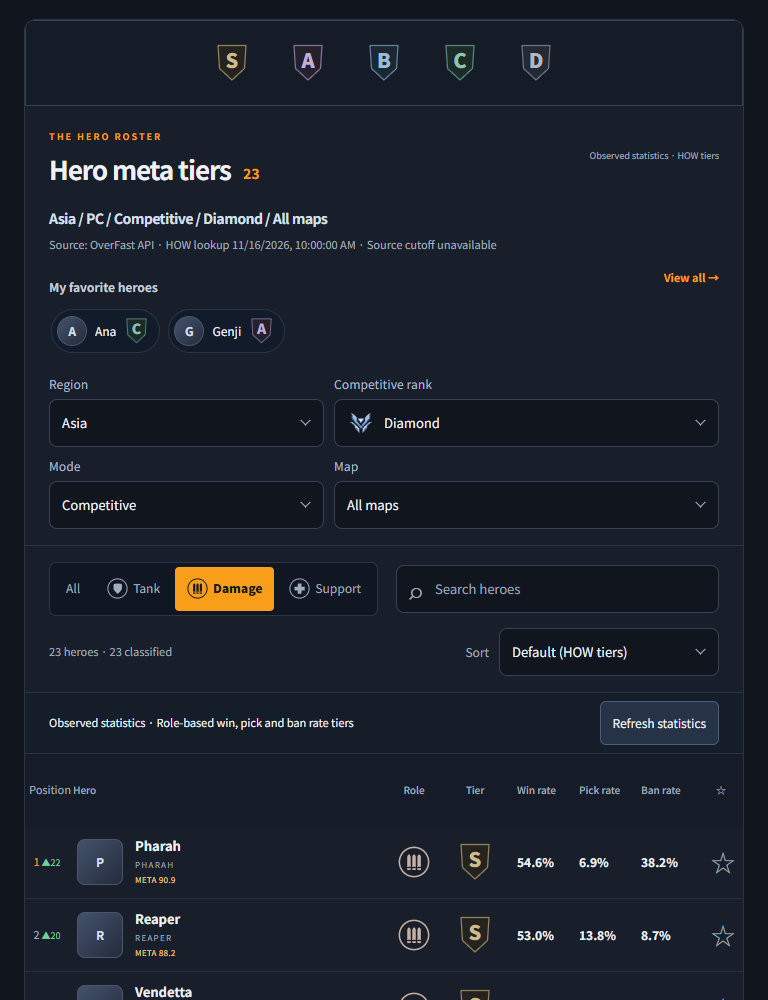 S A B C D
THE HERO ROSTER
Hero meta tiers 23
Observed statistics · HOW tiers
Asia / PC / Competitive / Diamond / All maps
Source: OverFast API · HOW lookup 11/16/2026, 10:00:00 AM · Source cutoff unavailable
My favorite heroes
View all →
A Ana C G Genji A
Region Competitive rank
Asia Diamond
Mode Map
Competitive All maps
All Tank Damage Support Search heroes
23 heroes · 23 classified Sort Default (HOW tiers)
Observed statistics · Role-based win, pick and ban rate tiers Refresh statistics
Position Hero Role Tier Win rate Pick rate Ban rate ☆
1 ▲22 P Pharah S 54.6% 6.9% 38.2% ☆
PHARAH
META 90.9
2 ▲20 R Reaper S 53.0% 13.8% 8.7% ☆
REAPER
META 88.2
Vendetta